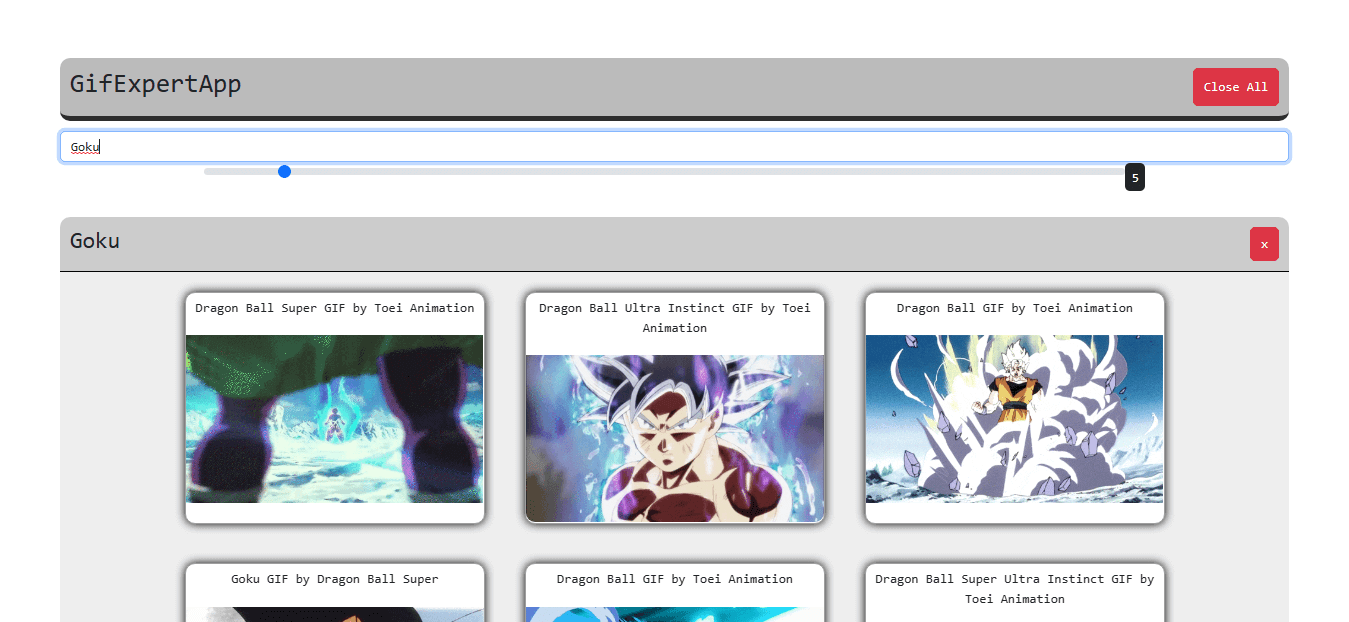 GifExpertApp
Close All
Goku
5
Goku
x
Dragon Ball Super GIF by Toei Animation
Dragon Ball Ultra Instinct GIF by Toei
Animation
Dragon Ball GIF by Toei Animation
Goku GIF by Dragon Ball Super
Dragon Ball GIF by Toei Animation
Dragon Ball Super Ultra Instinct GIF by
Toei Animation